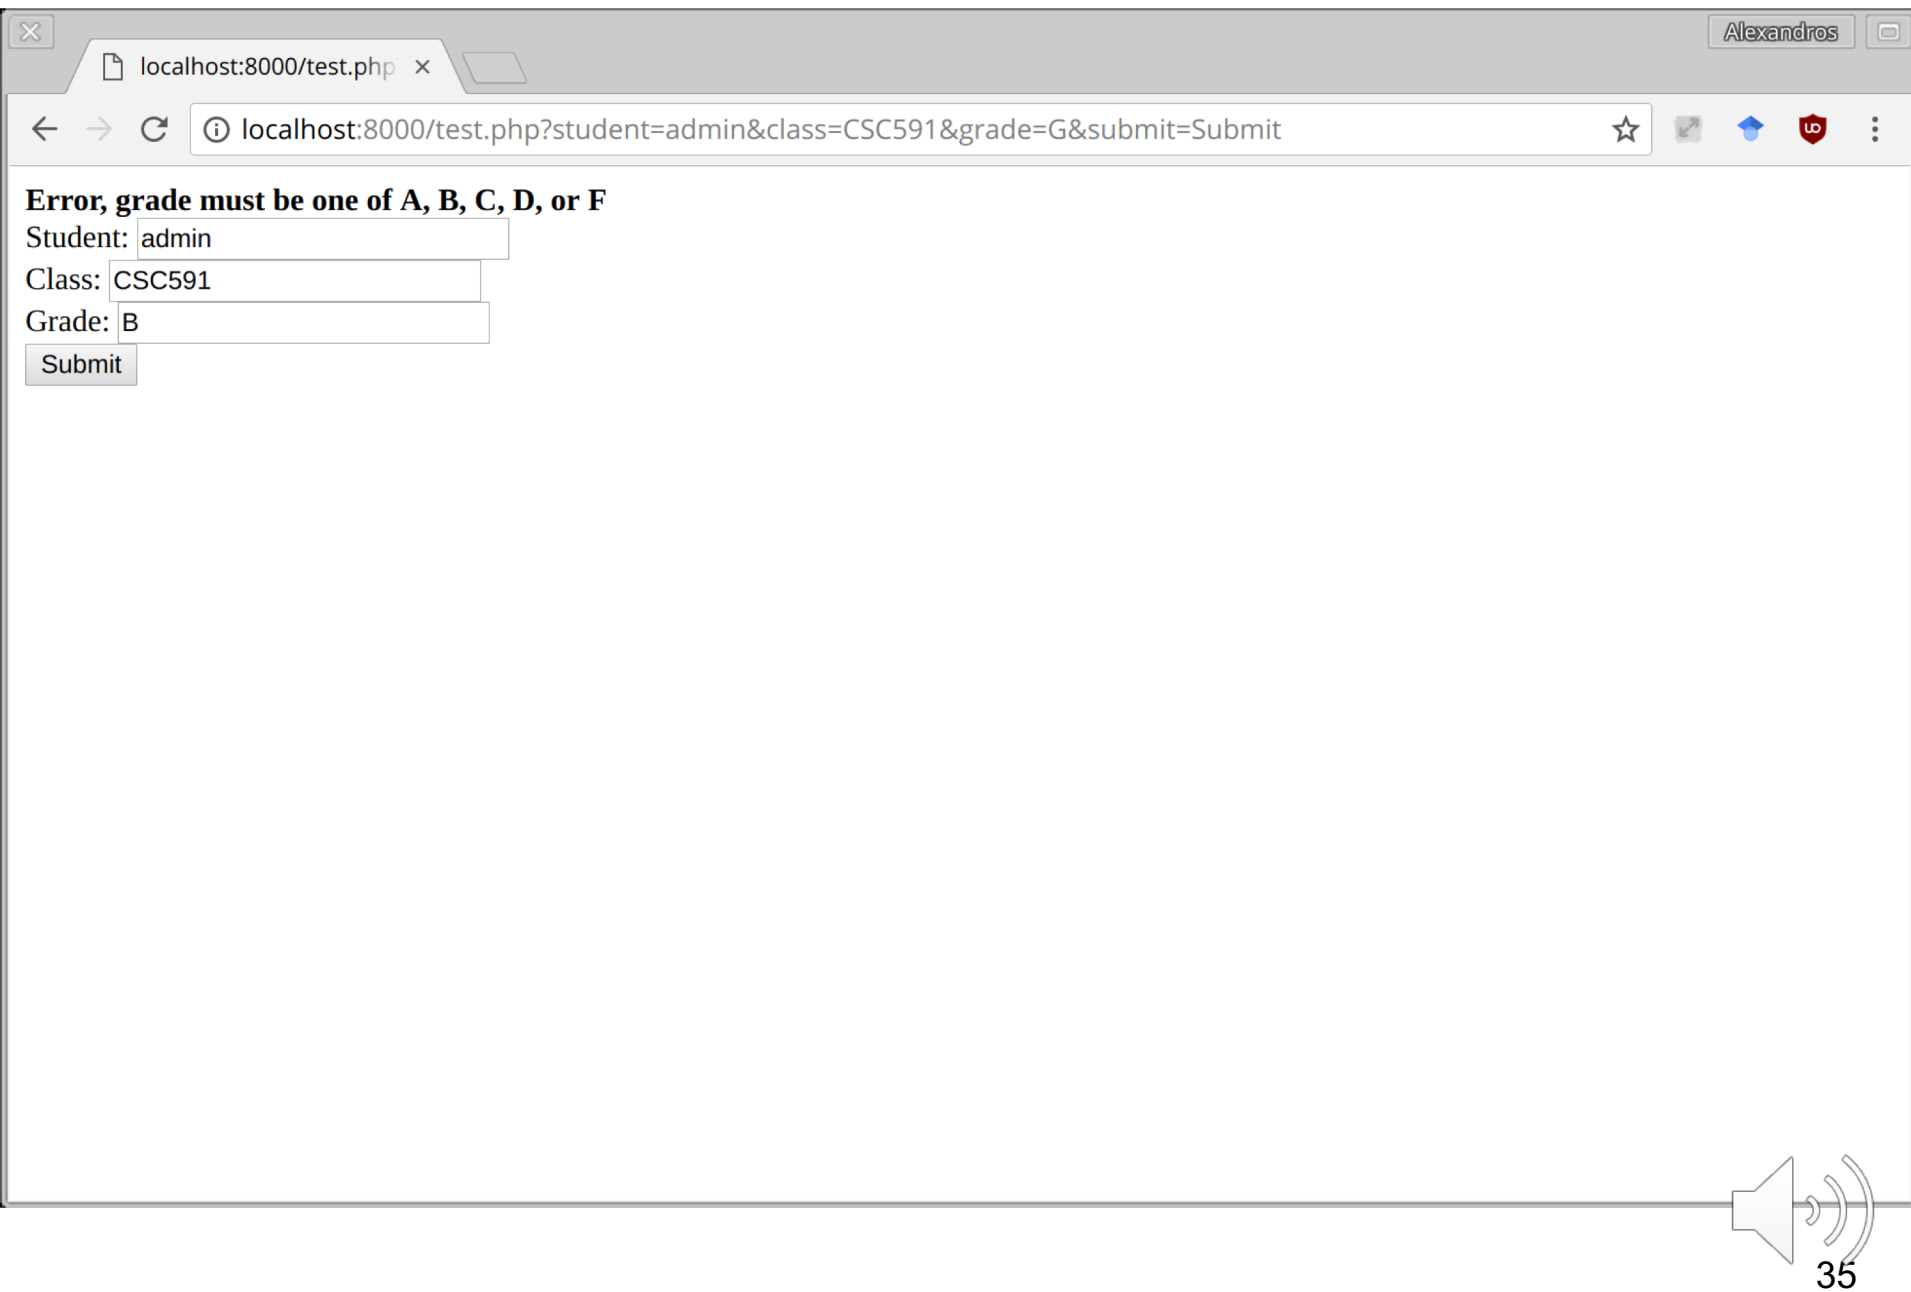 Alexandros
localhost:8000/test.php
localhost:8000/test.php?student=admin&class=CSC591&grade=G&submit=Submit
Error, grade must be one of A, B, C, D, or F
Student: admin
Class: CSC591
Grade: B
Submit
35